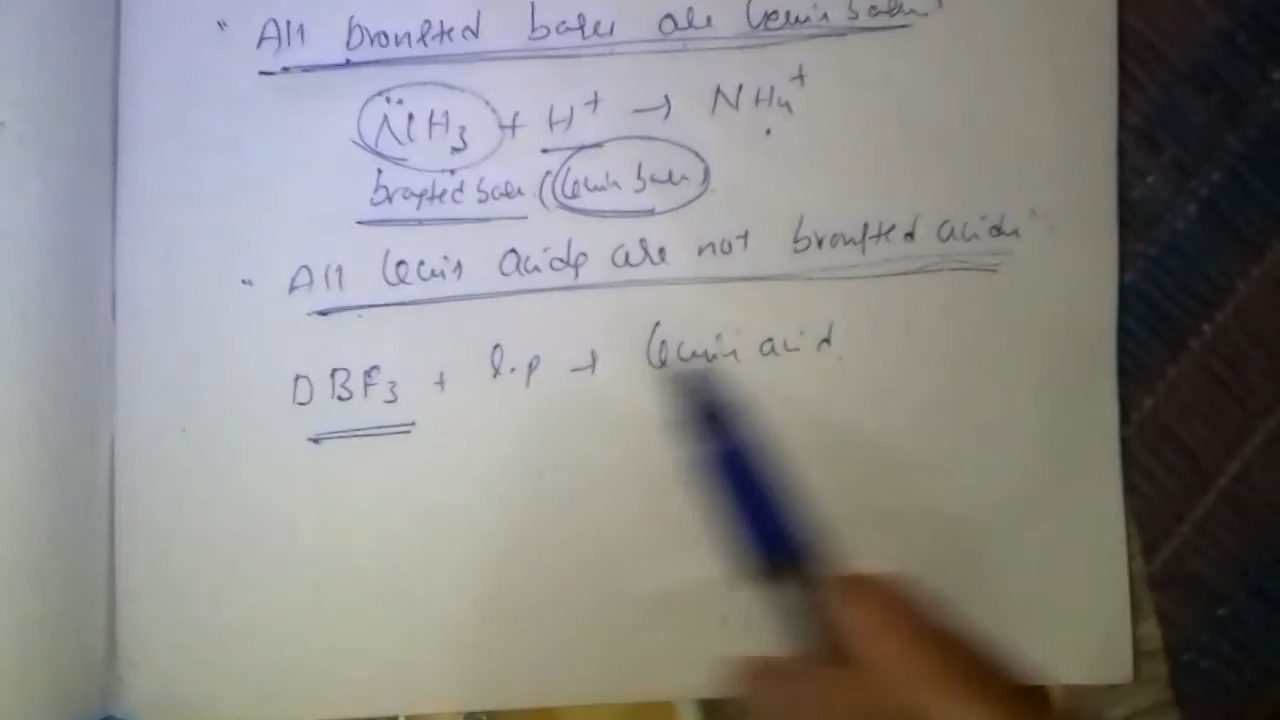 " All bronsted bases are Lewis bases"
N̈H3 + H+ → NH4+
bronsted base (Lewis base)
" All Lewis acids are not bronsted acids"
① BF3 + l.p → Lewis acid.